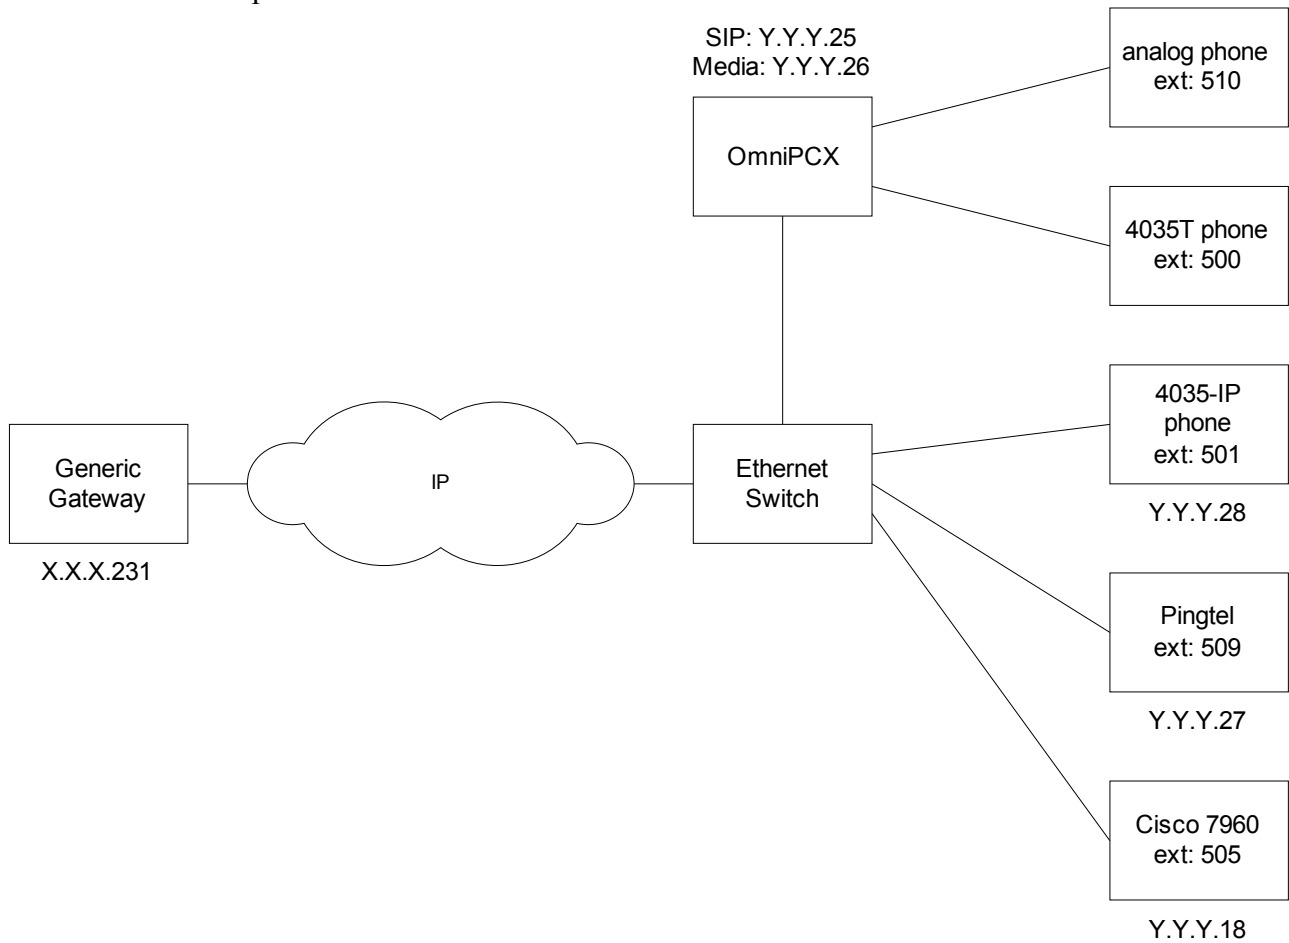 SIP: Y.Y.Y.25
Media: Y.Y.Y.26
OmniPCX
analog phone
ext: 510
4035T phone
ext: 500
4035-IP
phone
ext: 501
Y.Y.Y.28
Generic
Gateway
X.X.X.231
IP
Ethernet
Switch
Pingtel
ext: 509
Y.Y.Y.27
Cisco 7960
ext: 505
Y.Y.Y.18